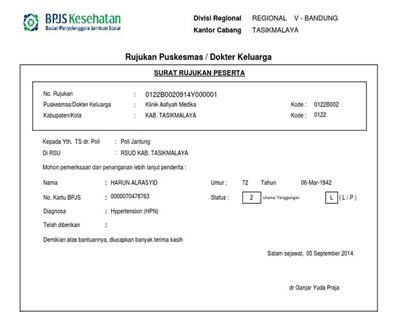 BPJS Kesehatan
Badan Penyelenggara Jaminan Sosial
Divisi Regional REGIONAL V - BANDUNG
Kantor Cabang TASIKMALAYA
Rujukan Puskesmas / Dokter Keluarga
SURAT RUJUKAN PESERTA
No. Rujukan : 0122B0020914Y000001
Puskesmas/Dokter Keluarga : Klinik Aafiyah Medika Kode : 0122B002
Kabupaten/Kota : KAB. TASIKMALAYA Kode : 0122
Kepada Yth. TS dr. Poli : Poli Jantung
Di RSU : RSUD KAB. TASIKMALAYA
Mohon pemeriksaan dan penanganan lebih lanjut penderita :
Nama : HARUN ALRASYID Umur : 72 Tahun 06-Mar-1942
No. Kartu BPJS : 0000070478763 Status : 2 Utama/ Tanggungan L ( L / P )
Diagnosa : Hypertension (HPN)
Telah diberikan :
Demikian atas bantuannya, diucapkan banyak terima kasih
Salam sejawat, 05 September 2014
dr Ganjar Yuda Praja